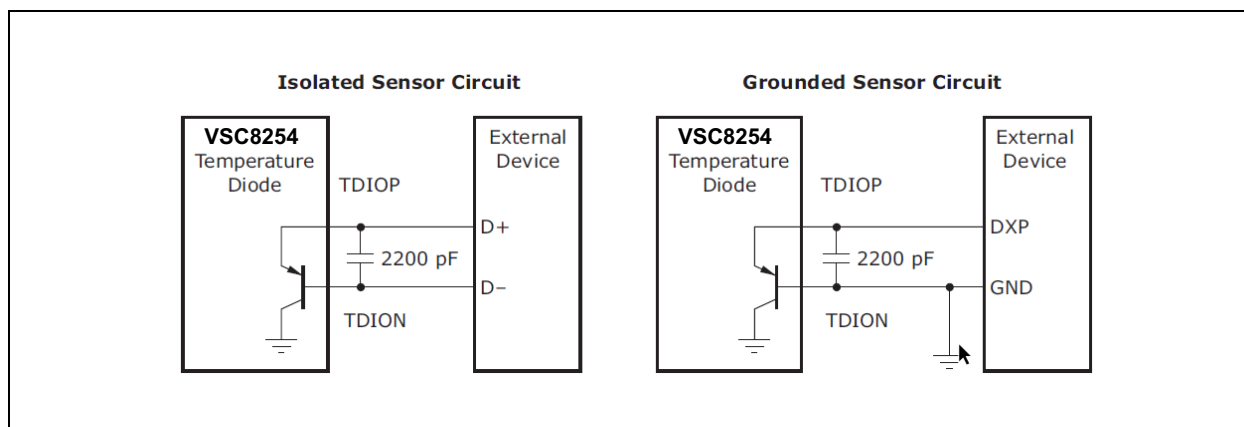 Isolated Sensor Circuit
VSC8254
Temperature
Diode
TDIOP
External
Device
D+
2200 pF
D−
TDION
Grounded Sensor Circuit
VSC8254
Temperature
Diode
TDIOP
External
Device
DXP
2200 pF
GND
TDION